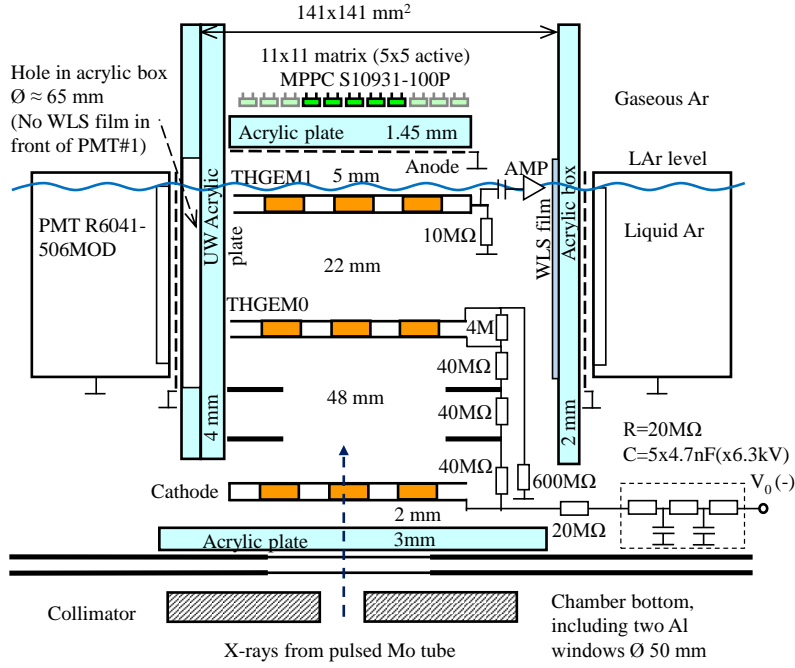 141x141 mm²
11x11 matrix (5x5 active)
MPPC S10931-100P
Hole in acrylic box
Ø ≈ 65 mm
(No WLS film in
front of PMT#1)
Gaseous Ar
Acrylic plate 1.45 mm
Anode
AMP
LAr level
THGEM1
5 mm
PMT R6041-
506MOD
UW Acrylic
plate
10MΩ
WLS film
Acrylic box
Liquid Ar
22 mm
THGEM0
4M
40MΩ
48 mm
40MΩ
4 mm
2 mm
R=20MΩ
C=5x4.7nF(x6.3kV)
40MΩ
600MΩ
V₀(-)
Cathode
2 mm
20MΩ
Acrylic plate 3mm
Collimator
Chamber bottom,
including two Al
windows Ø 50 mm
X-rays from pulsed Mo tube